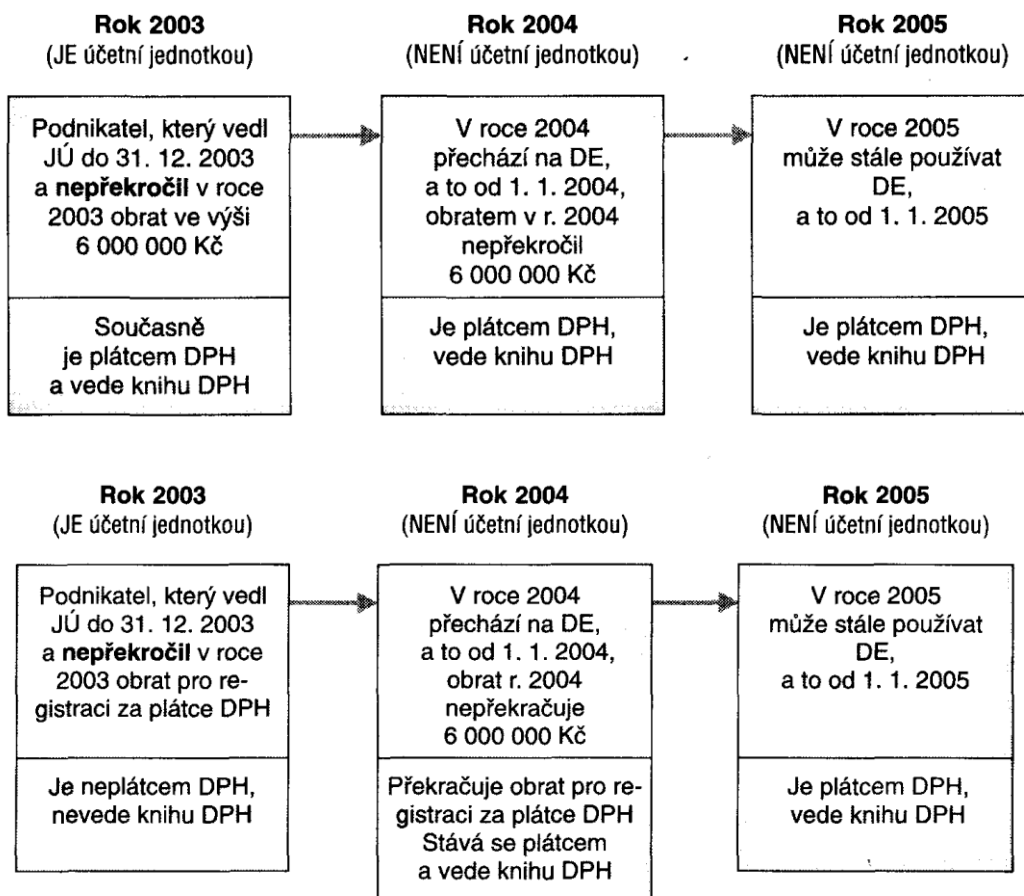 Rok 2003
(JE účetní jednotkou)
Rok 2004
(NENÍ účetní jednotkou)
Rok 2005
(NENÍ účetní jednotkou)
Podnikatel, který vedl
JÚ do 31. 12. 2003
a nepřekročil v roce
2003 obrat ve výši
6 000 000 Kč
V roce 2004
přechází na DE,
a to od 1. 1. 2004,
obratem v r. 2004
nepřekročil
6 000 000 Kč
V roce 2005
může stále používat
DE,
a to od 1. 1. 2005
Současně
je plátcem DPH
a vede knihu DPH
Je plátcem DPH,
vede knihu DPH
Je plátcem DPH,
vede knihu DPH
Rok 2003
(JE účetní jednotkou)
Rok 2004
(NENÍ účetní jednotkou)
Rok 2005
(NENÍ účetní jednotkou)
Podnikatel, který vedl
JÚ do 31. 12. 2003
a nepřekročil v roce
2003 obrat pro re-
gistraci za plátce DPH
V roce 2004
přechází na DE,
a to od 1. 1. 2004,
obrat r. 2004
nepřekračuje
6 000 000 Kč
V roce 2005
může stále používat
DE,
a to od 1. 1. 2005
Je neplátcem DPH,
nevede knihu DPH
Překračuje obrat pro re-
gistraci za plátce DPH
Stává se plátcem
a vede knihu DPH
Je plátcem DPH,
vede knihu DPH